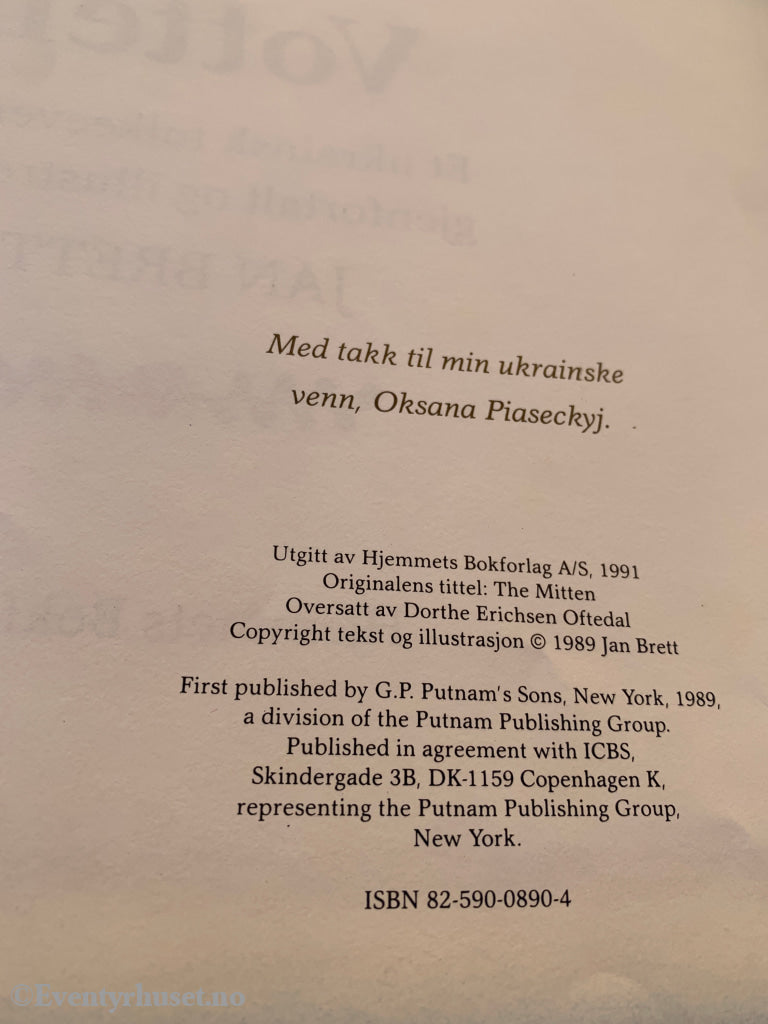 Med takk til min ukrainske
venn, Oksana Piaseckyj.
Utgitt av Hjemmets Bokforlag A/S, 1991
Originalens tittel: The Mitten
Oversatt av Dorthe Erichsen Oftedal
Copyright tekst og illustrasjon © 1989 Jan Brett
First published by G.P. Putnam's Sons, New York, 1989,
a division of the Putnam Publishing Group.
Published in agreement with ICBS,
Skindergade 3B, DK-1159 Copenhagen K,
representing the Putnam Publishing Group,
New York.
ISBN 82-590-0890-4
©Eventyrhuset.no